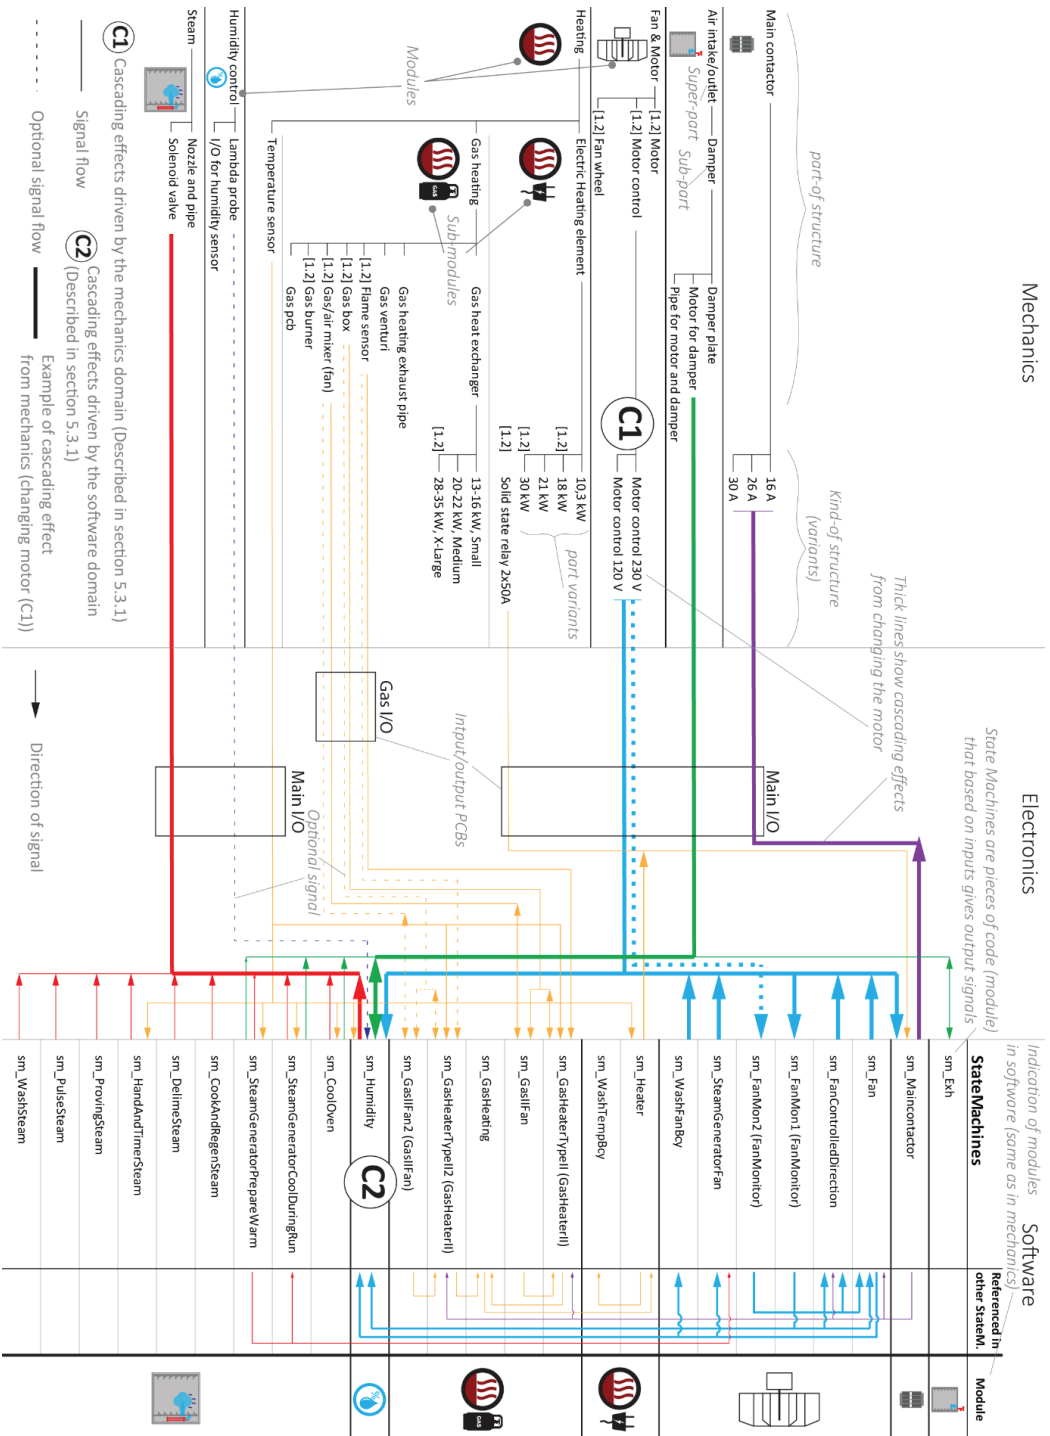 Mechanics
Electronics
Software
part-of structure
Kind-of structure
(variants)
Main contactor
16 A
26 A
30 A
Air intake/outlet
Super-part
Damper
Sub-part
Damper plate
Motor for damper
Pipe for motor and damper
Fan & Motor
[1.2] Motor
[1.2] Motor control
[1.2] Fan wheel
C1
Motor control 230 V
Motor control 120 V
Heating
Electric Heating element
10,3 kW
[1.2] 18 kW
21 kW
[1.2] 30 kW
part variants
[1.2] Solid state relay 2x50A
Modules
Sub-modules
Gas heating
GAS
Gas heat exchanger
13-16 kW, Small
20-22 kW, Medium
[1.2] 28-35 kW, X-Large
Gas heating exhaust pipe
Gas venturi
[1.2] Flame sensor
[1.2] Gas box
[1.2] Gas/air mixer (fan)
[1.2] Gas burner
Gas pcb
Temperature sensor
Humidity control
Lambda probe
I/O for humidity sensor
Steam
Nozzle and pipe
Solenoid valve
C1 Cascading effects driven by the mechanics domain (Described in section 5.3.1)
Signal flow
C2 Cascading effects driven by the software domain
(Described in section 5.3.1)
Optional signal flow
Example of cascading effect
from mechanics (changing motor (C1))
Direction of signal
Thick lines show cascading effects
from changing the motor
State Machines are pieces of code (module)
that based on inputs gives output signals
Main I/O
Intput/output PCBs
Gas I/O
Main I/O
Optional signal
Indication of modules
in software (same as in mechanics)
StateMachines
Referenced in
other StateM.
Module
sm_Exh
sm_Maincontactor
sm_Fan
sm_FanControlledDirection
sm_FanMon1 (FanMonitor)
sm_FanMon2 (FanMonitor)
sm_SteamGeneratorFan
sm_WashFanBcy
sm_Heater
sm_WashTempBcy
sm_GasHeaterTypeII (GasHeaterII)
sm_GasIIFan
sm_GasHeating
sm_GasHeaterTypeII2 (GasHeaterII)
sm_GasIIFan2 (GasIIFan)
C2
sm_Humidity
sm_CoolOven
sm_SteamGeneratorCoolDuringRun
sm_SteamGeneratorPrepareWarm
sm_CookAndRegenSteam
sm_DelimeSteam
sm_HandAndTimerSteam
sm_ProvingSteam
sm_PulseSteam
sm_WashSteam
GAS